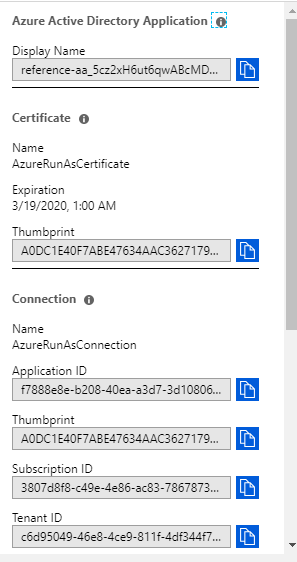 Azure Active Directory Application
Display Name
reference-aa_5cz2xH6ut6qwABcMD...
Certificate
Name
AzureRunAsCertificate
Expiration
3/19/2020, 1:00 AM
Thumbprint
A0DC1E40F7ABE47634AAC3627179...
Connection
Name
AzureRunAsConnection
Application ID
f7888e8e-b208-40ea-a3d7-3d10806...
Thumbprint
A0DC1E40F7ABE47634AAC3627179...
Subscription ID
3807d8f8-c49e-4e86-ac83-7867873...
Tenant ID
c6d95049-46e8-4ce9-811f-4df344f7...